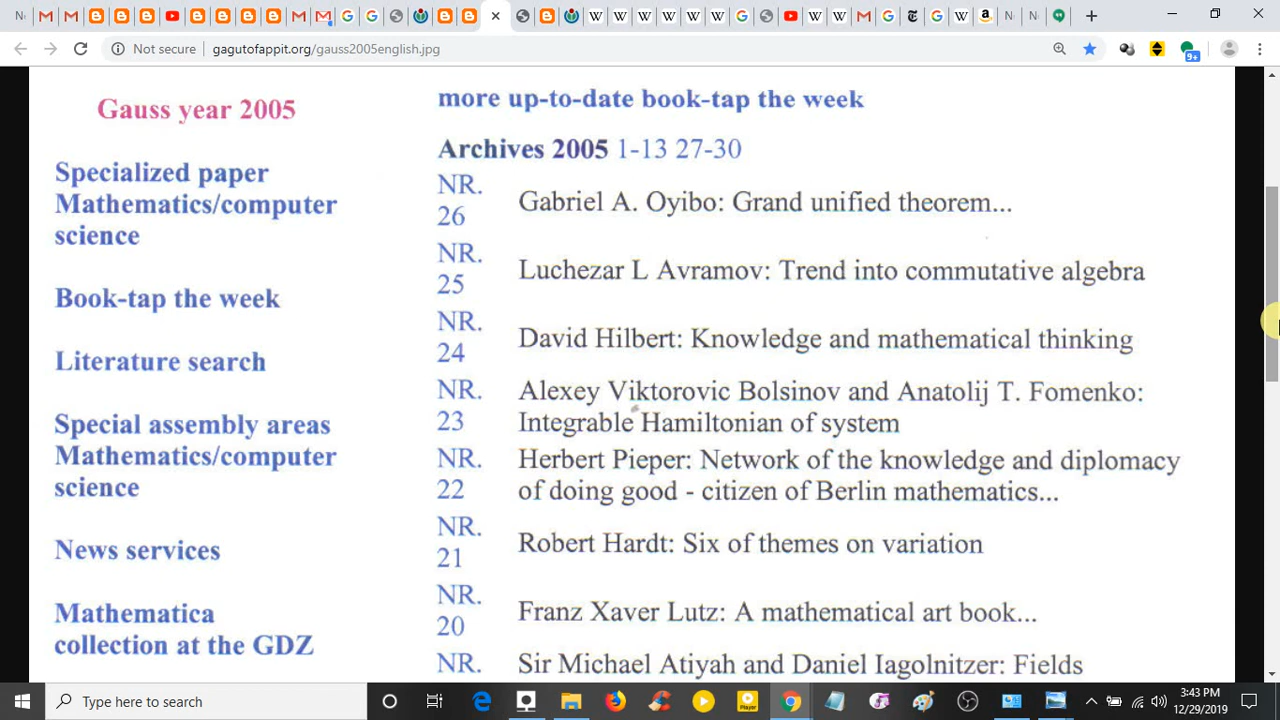 Not secure
gagutofappit.org/gauss2005english.jpg
9+
Gauss year 2005
Specialized paper
Mathematics/computer
science
Book-tap the week
Literature search
Special assembly areas
Mathematics/computer
science
News services
Mathematica
collection at the GDZ
more up-to-date book-tap the week
Archives 2005 1-13 27-30
NR.
26
Gabriel A. Oyibo: Grand unified theorem...
NR.
25
Luchezar L Avramov: Trend into commutative algebra
NR.
24
David Hilbert: Knowledge and mathematical thinking
NR.
23
Alexey Viktorovic Bolsinov and Anatolij T. Fomenko:
Integrable Hamiltonian of system
NR.
22
Herbert Pieper: Network of the knowledge and diplomacy
of doing good - citizen of Berlin mathematics...
NR.
21
Robert Hardt: Six of themes on variation
NR.
20
Franz Xaver Lutz: A mathematical art book...
NR.
Sir Michael Atiyah and Daniel Iagolnitzer: Fields
Type here to search
3:43 PM
12/29/2019